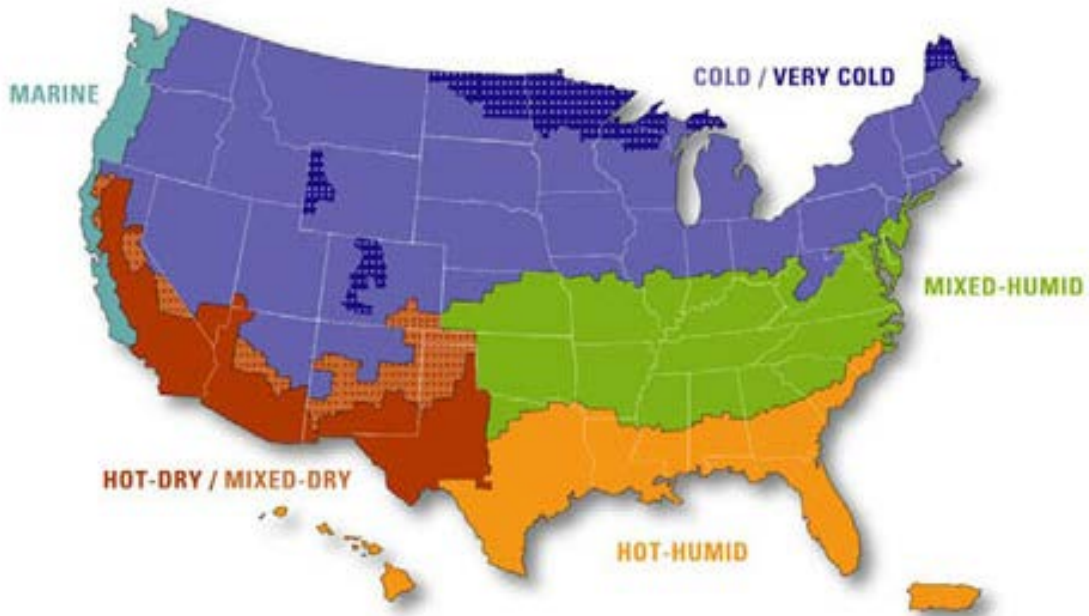 MARINE
COLD / VERY COLD
MIXED-HUMID
HOT-DRY / MIXED-DRY
HOT-HUMID